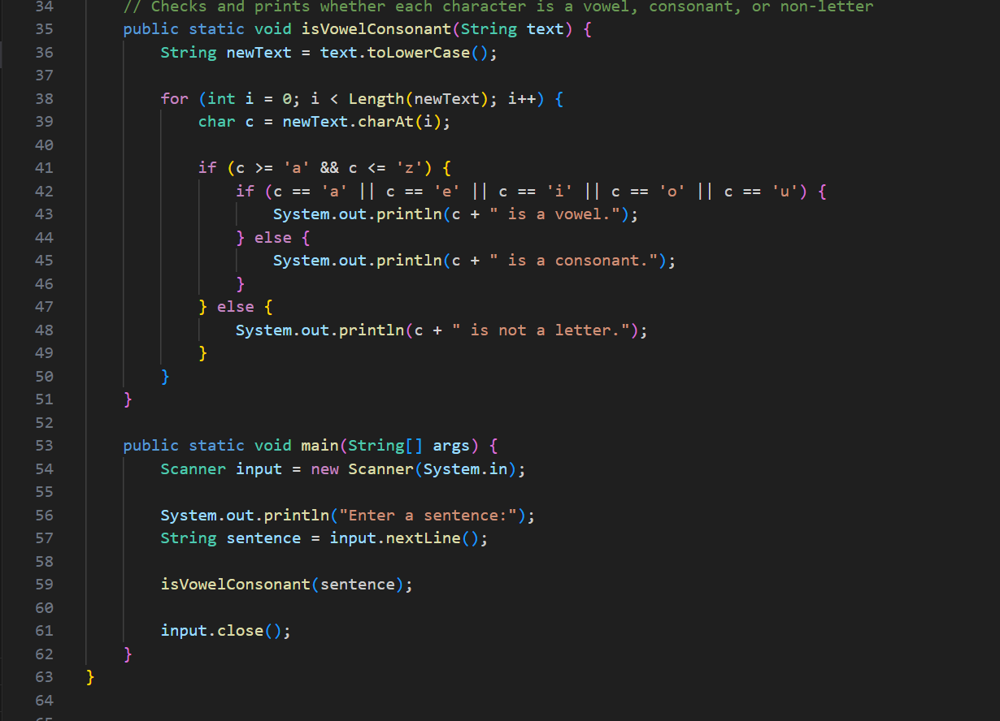 34 // Checks and prints whether each character is a vowel, consonant, or non-letter
35 public static void isVowelConsonant(String text) {
36 String newText = text.toLowerCase();
37
38 for (int i = 0; i < Length(newText); i++) {
39 char c = newText.charAt(i);
40
41 if (c >= 'a' && c <= 'z') {
42 if (c == 'a' || c == 'e' || c == 'i' || c == 'o' || c == 'u') {
43 System.out.println(c + " is a vowel.");
44 } else {
45 System.out.println(c + " is a consonant.");
46 }
47 } else {
48 System.out.println(c + " is not a letter.");
49 }
50 }
51 }
52
53 public static void main(String[] args) {
54 Scanner input = new Scanner(System.in);
55
56 System.out.println("Enter a sentence:");
57 String sentence = input.nextLine();
58
59 isVowelConsonant(sentence);
60
61 input.close();
62 }
63 }
64